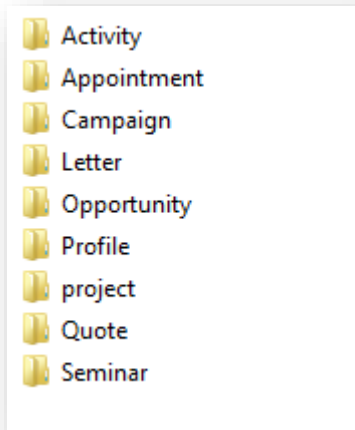 Activity
Appointment
Campaign
Letter
Opportunity
Profile
project
Quote
Seminar